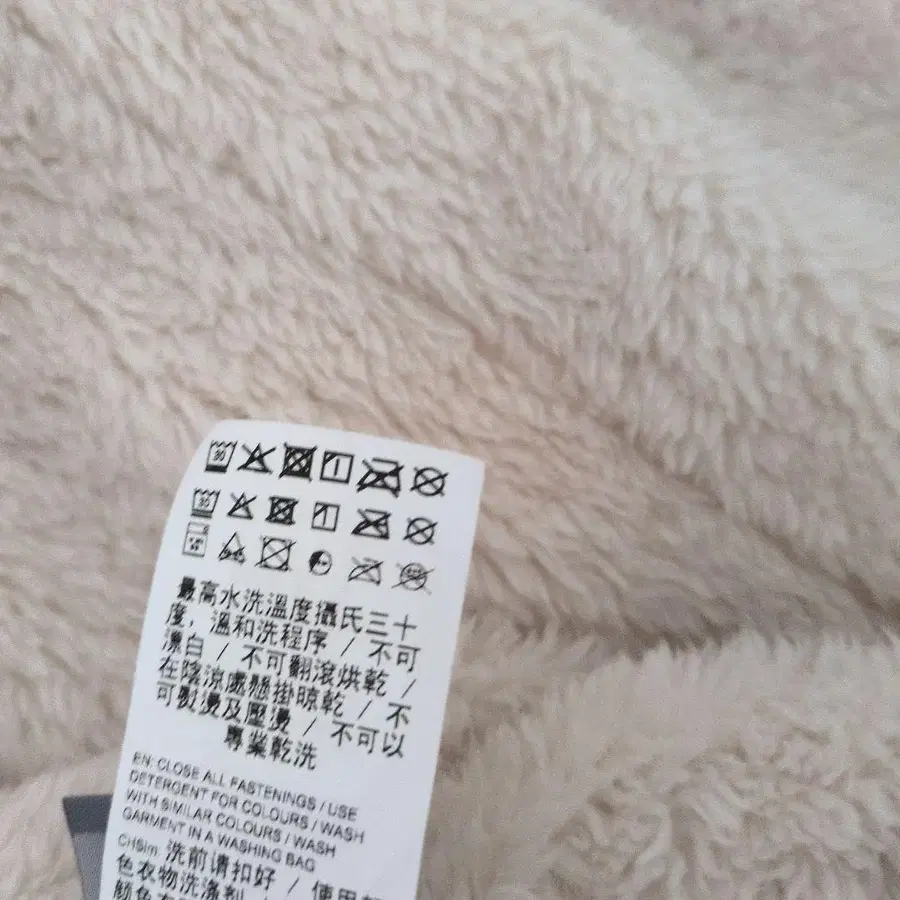 30
30
最高水洗溫度攝氏三十
度，溫和洗程序 / 不可
漂白 / 不可翻滾烘乾 /
在陰涼處懸掛晾乾 / 不
可熨燙及壓燙 / 不可以
專業乾洗
EN: CLOSE ALL FASTENINGS / USE
DETERGENT FOR COLOURS / WASH
WITH SIMILAR COLOURS / WASH
GARMENT IN A WASHING BAG
CHSim 洗前请扣好 / 使用
色衣物洗涤剂 /
颜色